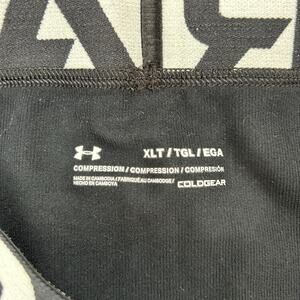 XLT / TGL / EGA
COMPRESSION / COMPRESSION / COMPRESIÓN
MADE IN CAMBODIA / FABRIQUÉ AU CAMBODGE /
HECHO EN CAMBOYA
COLDGEAR